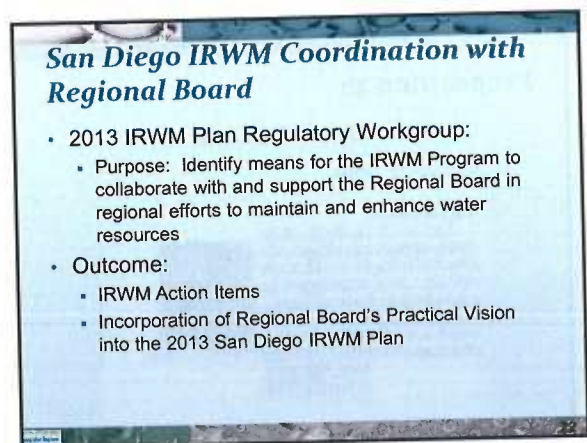 San Diego IRWM Coordination with
Regional Board
• 2013 IRWM Plan Regulatory Workgroup:
▪ Purpose: Identify means for the IRWM Program to
collaborate with and support the Regional Board in
regional efforts to maintain and enhance water
resources
• Outcome:
▪ IRWM Action Items
▪ Incorporation of Regional Board's Practical Vision
into the 2013 San Diego IRWM Plan